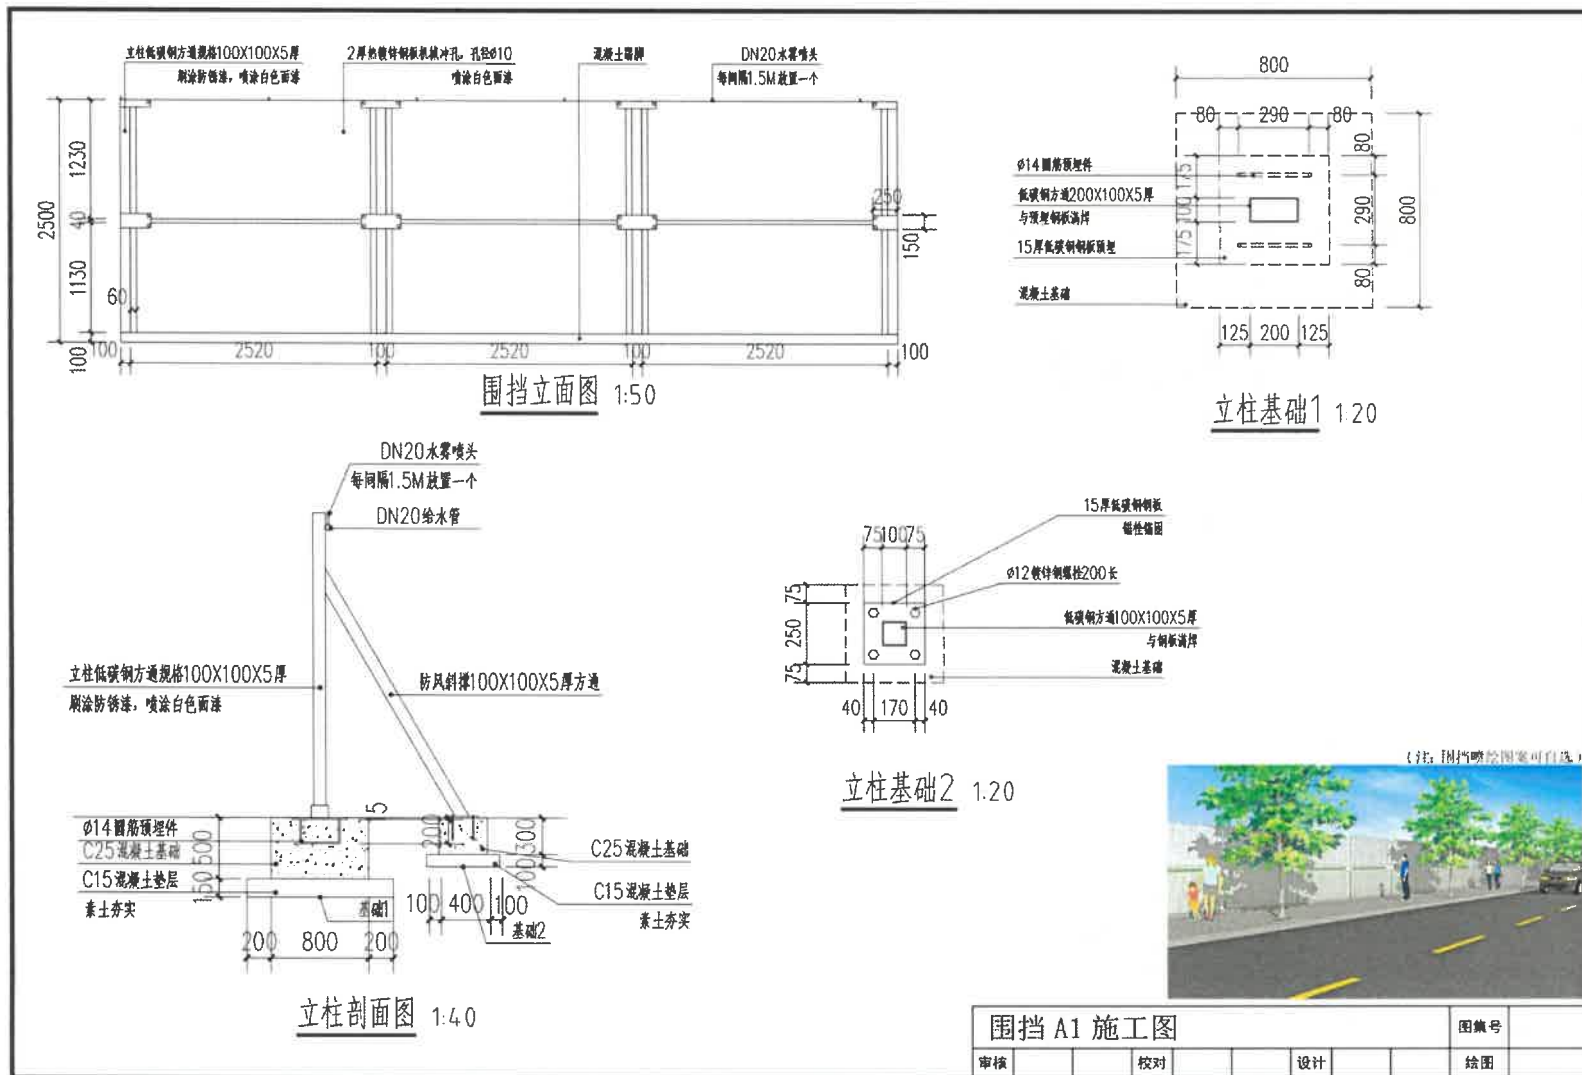 立柱低碳钢方通规格100X100X5厚
刷涂防锈漆，喷涂白色面漆
2厚热镀锌钢板机械冲孔，孔径ø10
喷涂白色面漆
混凝土踢脚
DN20水雾喷头
每间隔1.5M放置一个
2500
1230
40
1130
100
60
250
150
100
2520
100
2520
100
2520
100
围挡立面图 1:50
800
80
290
80
ø14圆筋预埋件
低碳钢方通200X100X5厚
与预埋钢板满焊
15厚低碳钢钢板预埋
混凝土基础
175
100
175
80
290
80
800
125
200
125
立柱基础1 1:20
DN20水雾喷头
每间隔1.5M放置一个
DN20给水管
立柱低碳钢方通规格100X100X5厚
刷涂防锈漆，喷涂白色面漆
防风斜撑100X100X5厚方通
ø14圆筋预埋件
C25混凝土基础
C15混凝土垫层
素土夯实
500
150
5
200
300
100
C25混凝土基础
C15混凝土垫层
素土夯实
基础1
基础2
100
400
100
200
800
200
立柱剖面图 1:40
75
100
75
15厚低碳钢钢板
锚栓锚固
ø12镀锌钢螺栓200长
低碳钢方通100X100X5厚
与钢板满焊
混凝土基础
75
250
75
40
170
40
立柱基础2 1:20
(注：围挡喷绘图案可自选
围挡 A1 施工图
图集号
审核
校对
设计
绘图